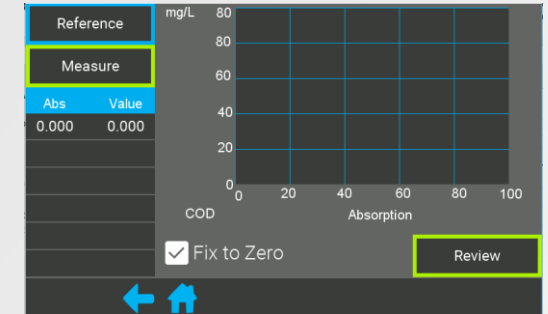 Reference
Measure
Abs Value
0.000 0.000
mg/L 80
80
60
40
20
0
0 20 40 60 80 100
COD Absorption
Fix to Zero
Review